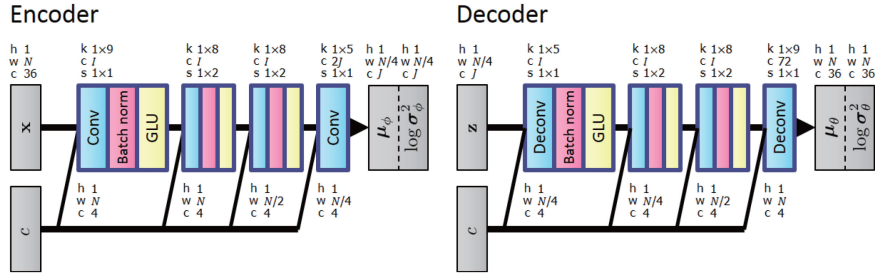 Encoder
h 1
w N
c 36
k 1×9
c I
s 1×1
k 1×8
c I
s 1×2
k 1×8
c I
s 1×2
k 1×5
c 2J
s 1×1
h 1
w N/4
c J
h 1
w N/4
c J
x
Conv
Batch norm
GLU
Conv
μ_ϕ
log σ²_ϕ
c
h 1
w N
c 4
h 1
w N
c 4
h 1
w N/2
c 4
h 1
w N/4
c 4
Decoder
h 1
w N/4
c J
k 1×5
c I
s 1×1
k 1×8
c I
s 1×2
k 1×8
c I
s 1×2
k 1×9
c 72
s 1×1
h 1
w N
c 36
h 1
w N
c 36
z
Deconv
Batch norm
GLU
Deconv
μ_θ
log σ²_θ
c
h 1
w N/4
c 4
h 1
w N/4
c 4
h 1
w N/2
c 4
h 1
w N
c 4